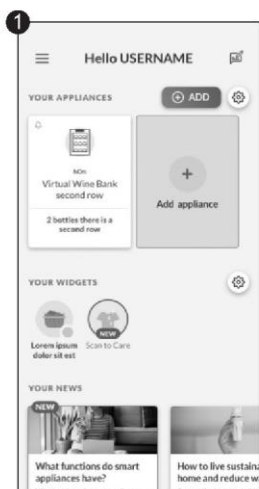 1
Hello USERNAME
YOUR APPLIANCES
ADD
Virtual Wine Bank
second row
2 bottles there is a
second row
Add appliance
YOUR WIDGETS
NEW
Lorem ipsum
dolor sit est
Scan to Care
YOUR NEWS
NEW
What functions do smart
appliances have?
How to live sustaina
home and reduce w